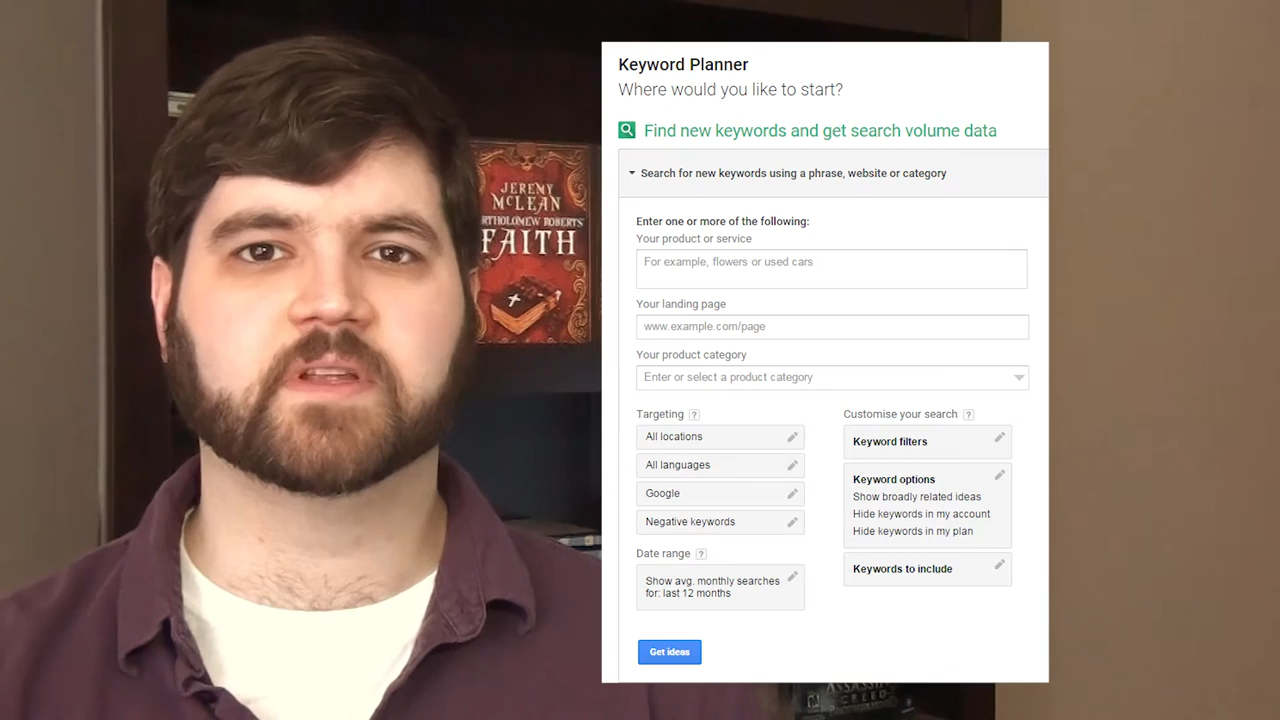 JEREMY
McLEAN
RTHOLOMEW ROBERTS'
FAITH
Keyword Planner
Where would you like to start?
Find new keywords and get search volume data
Search for new keywords using a phrase, website or category
Enter one or more of the following:
Your product or service
For example, flowers or used cars
Your landing page
www.example.com/page
Your product category
Enter or select a product category
Targeting ?
All locations
All languages
Google
Negative keywords
Date range ?
Show avg. monthly searches
for: last 12 months
Customise your search ?
Keyword filters
Keyword options
Show broadly related ideas
Hide keywords in my account
Hide keywords in my plan
Keywords to include
Get ideas
ASSASSIN
CREED